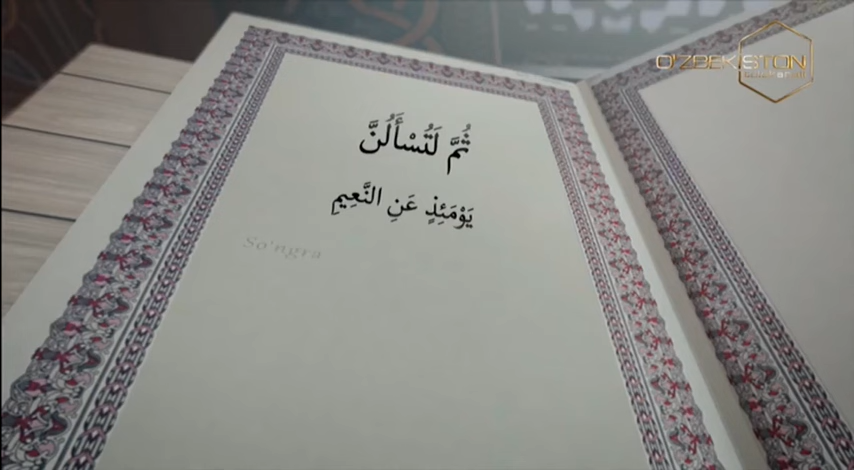 O'ZBEKISTON
ثُمَّ لَتُسْأَلُنَّ
يَوْمَئِذٍ عَنِ النَّعِيمِ
So'ngra